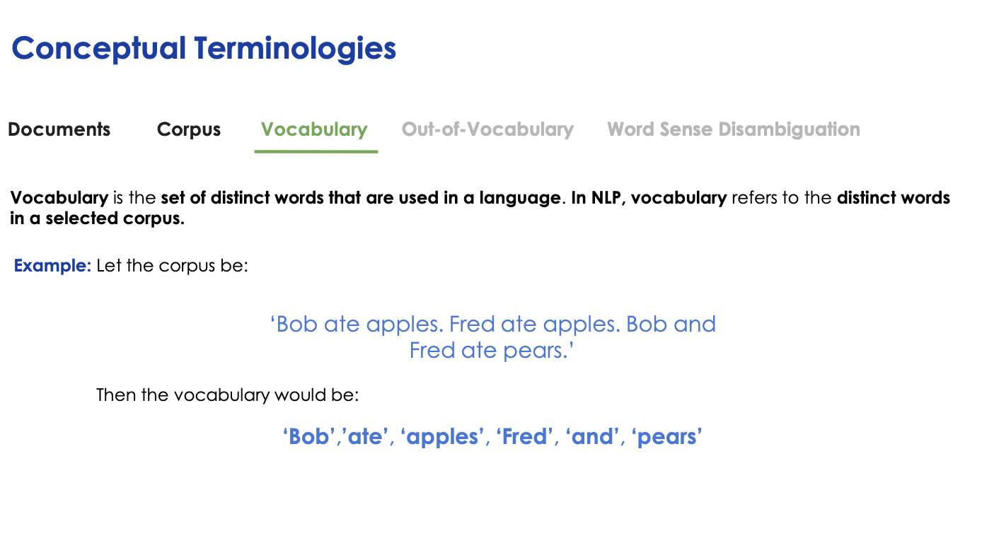 Conceptual Terminologies
Documents Corpus Vocabulary Out-of-Vocabulary Word Sense Disambiguation
Vocabulary is the set of distinct words that are used in a language. In NLP, vocabulary refers to the distinct words
in a selected corpus.
Example: Let the corpus be:
‘Bob ate apples. Fred ate apples. Bob and
Fred ate pears.’
Then the vocabulary would be:
‘Bob’,’ate’, ‘apples’, ‘Fred’, ‘and’, ‘pears’